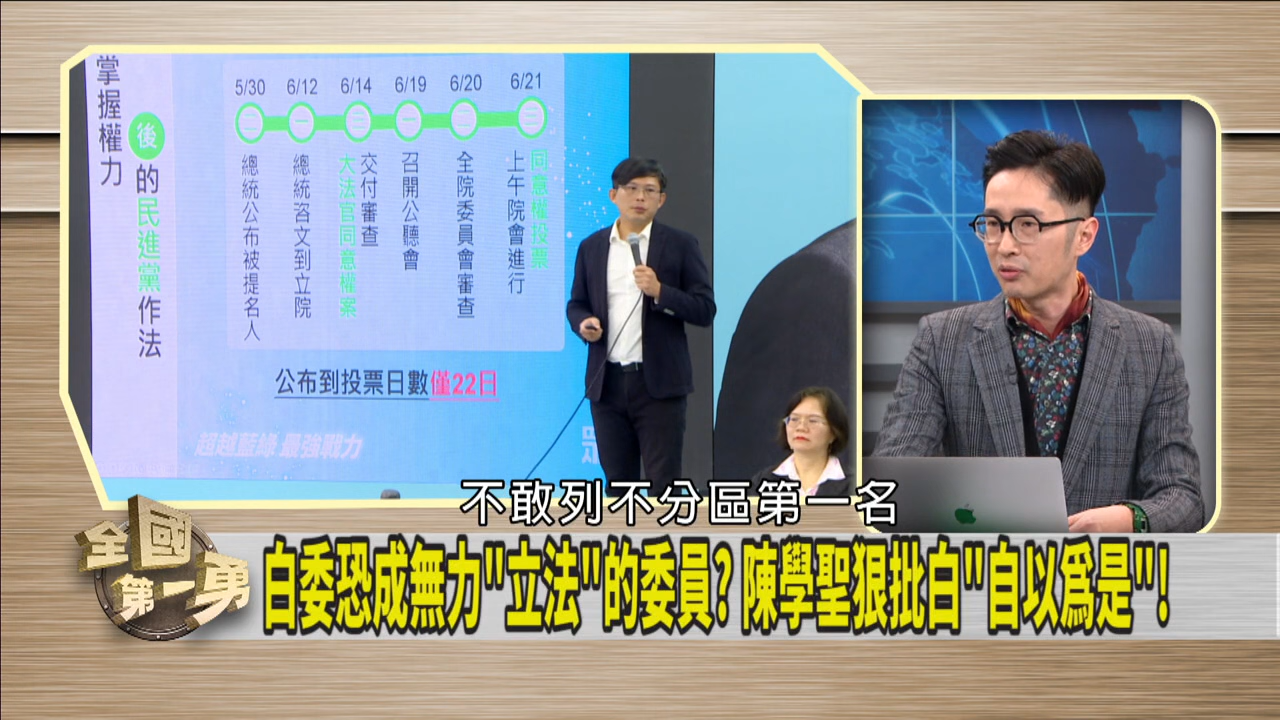 掌握權力
後的民進黨作法
5/30
總統公布被提名人
6/12
總統咨文到立院
6/14
交付審查
大法官同意權案
6/19
召開公聽會
6/20
全院委員會審查
6/21
同意權投票
上午院會進行
二
一
三
一
二
三
公布到投票日數僅22日
超越藍綠 最強戰力
不敢列不分區第一名
全國第一勇
白委恐成無力"立法"的委員? 陳學聖狠批白"自以為是"!